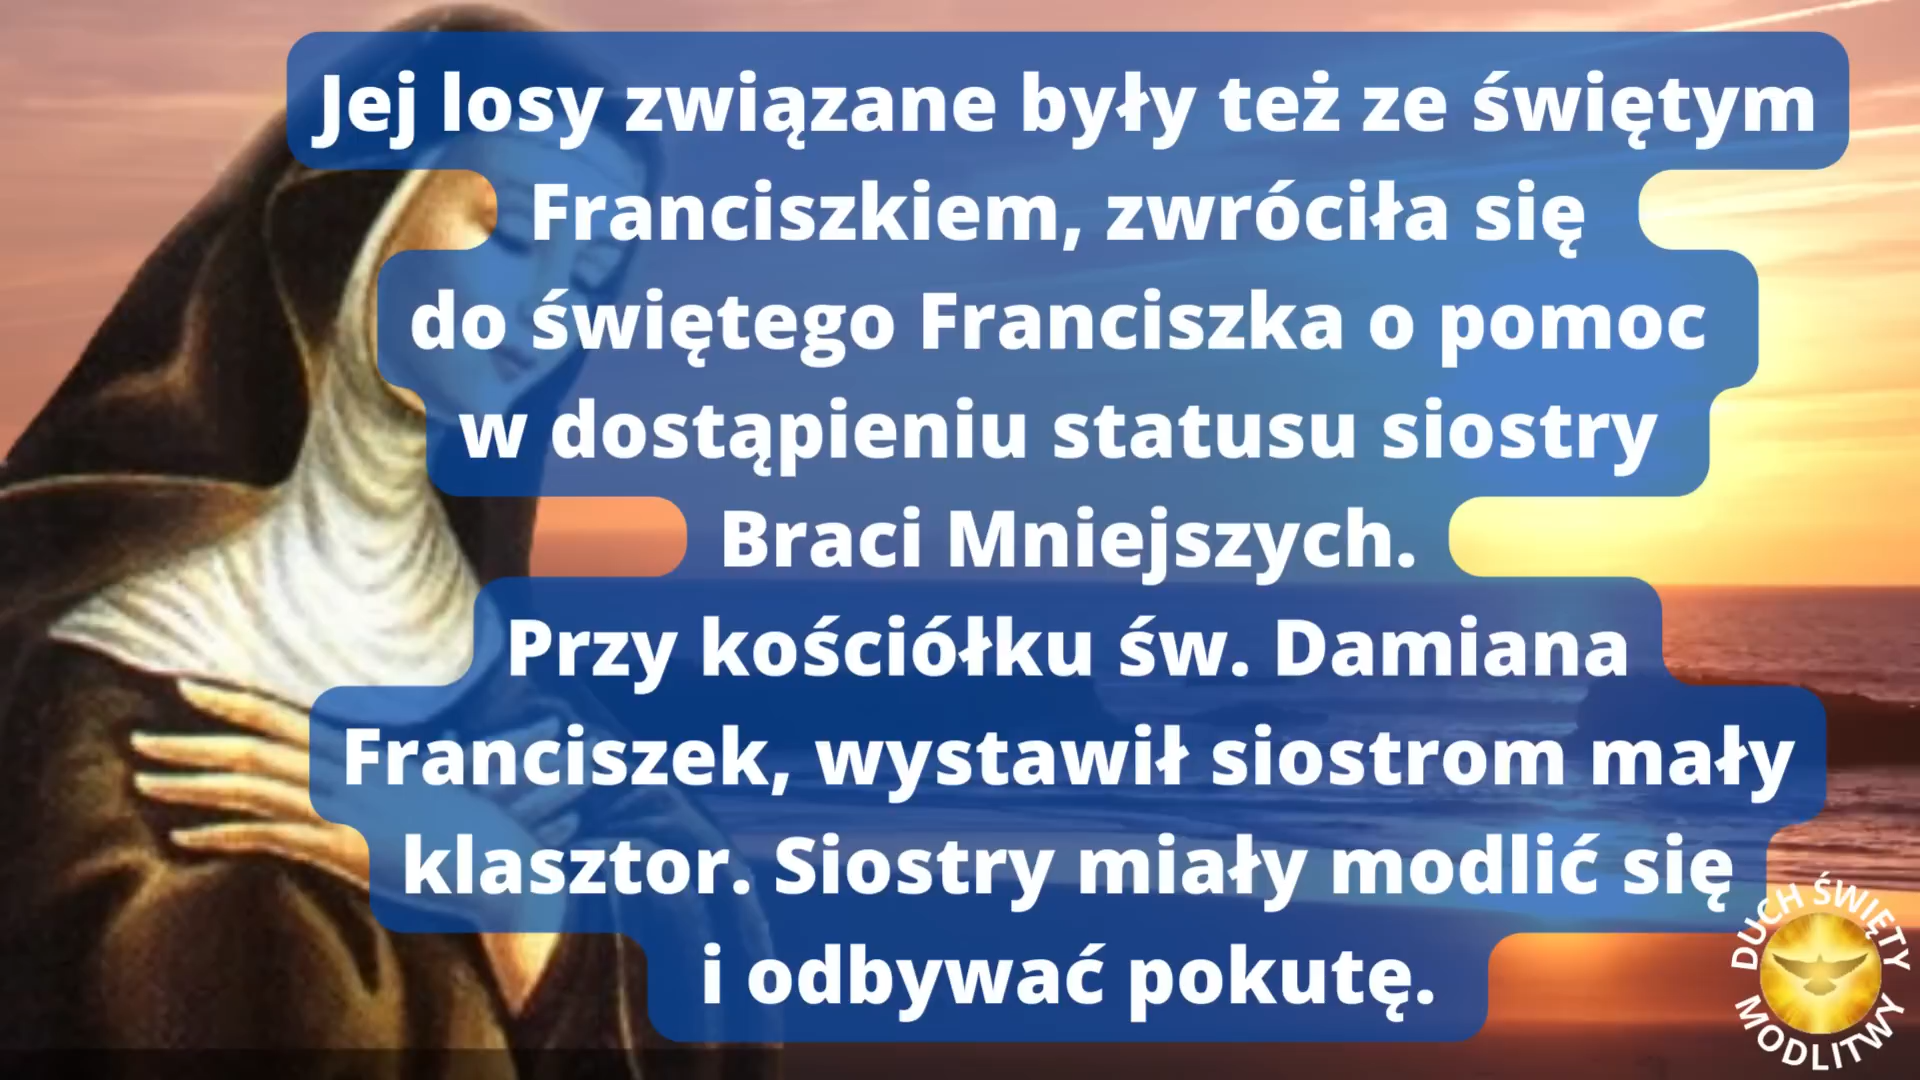 Jej losy związane były też ze świętym
Franciszkiem, zwróciła się
do świętego Franciszka o pomoc
w dostąpieniu statusu siostry
Braci Mniejszych.
Przy kościółku św. Damiana
Franciszek, wystawił siostrom mały
klasztor. Siostry miały modlić się
i odbywać pokutę.
DUCH ŚWIĘTY
MODLITWY